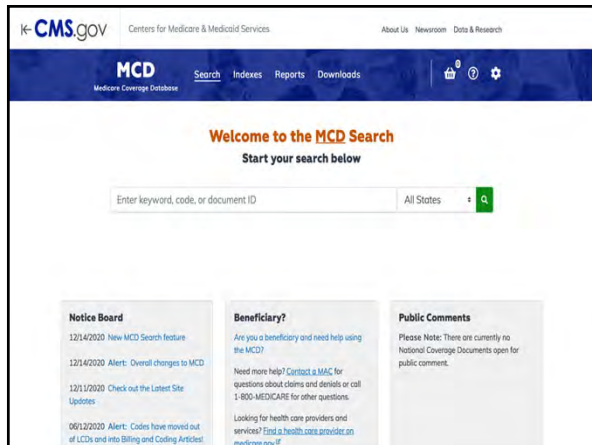 CMS.gov
Centers for Medicare & Medicaid Services
About Us Newsroom Data & Research
MCD
Medicare Coverage Database
Search Indexes Reports Downloads
0
Welcome to the MCD Search
Start your search below
Enter keyword, code, or document ID
All States
Notice Board
12/14/2020 New MCD Search feature
12/14/2020 Alert: Overall changes to MCD
12/11/2020 Check out the Latest Site
Updates
06/12/2020 Alert: Codes have moved out
of LCDs and into Billing and Coding Articles!
Beneficiary?
Are you a beneficiary and need help using
the MCD?
Need more help? Contact a MAC for
questions about claims and denials or call
1-800-MEDICARE for other questions.
Looking for health care providers and
services? Find a health care provider on
medicare.gov
Public Comments
Please Note: There are currently no
National Coverage Documents open for
public comment.